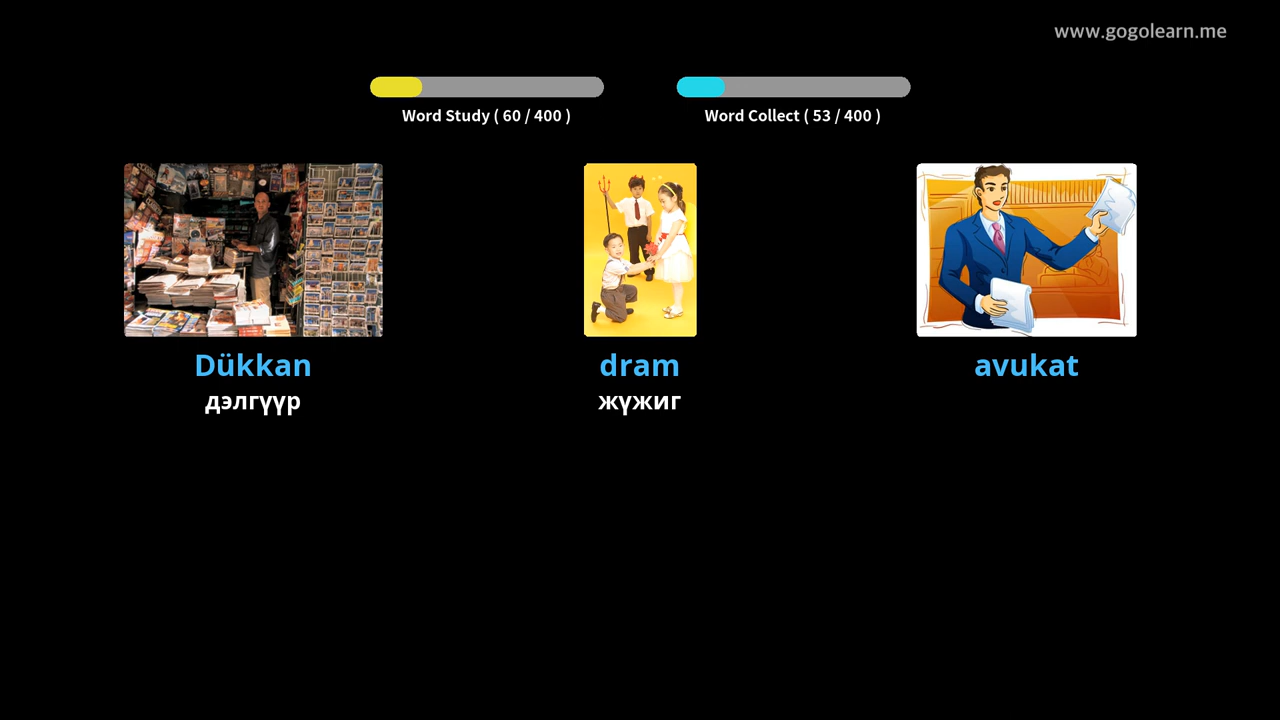 www.gogolearn.me
Word Study ( 60 / 400 )
Word Collect ( 53 / 400 )
Dükkan
дэлгүүр
dram
жүжиг
avukat